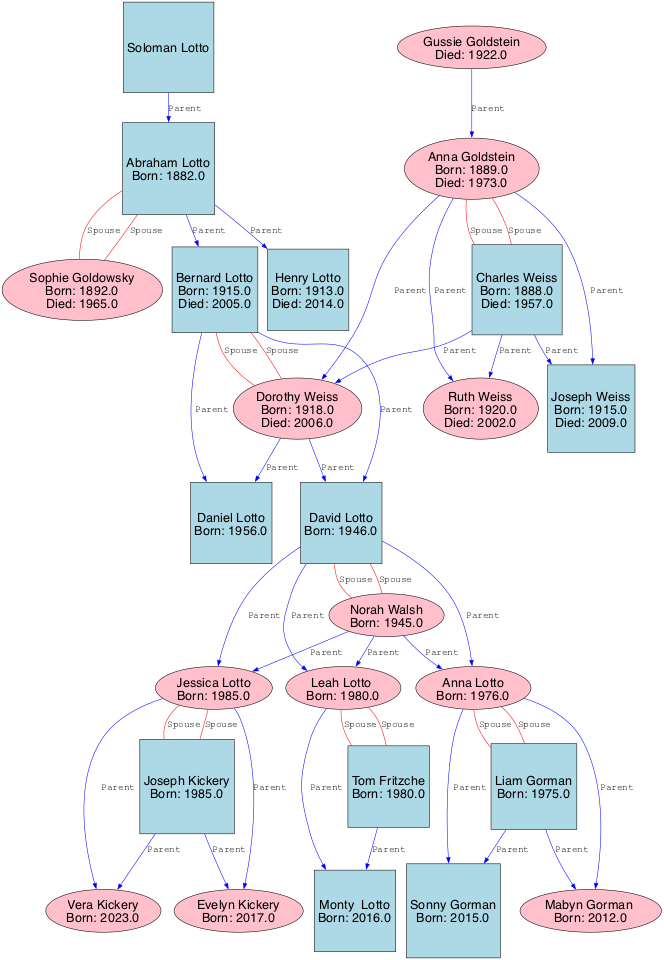 Soloman Lotto
Gussie Goldstein
Died: 1922.0
Parent
Parent
Abraham Lotto
Born: 1882.0
Anna Goldstein
Born: 1889.0
Died: 1973.0
Spouse
Spouse
Parent
Parent
Spouse
Spouse
Parent
Parent
Parent
Sophie Goldowsky
Born: 1892.0
Died: 1965.0
Bernard Lotto
Born: 1915.0
Died: 2005.0
Henry Lotto
Born: 1913.0
Died: 2014.0
Charles Weiss
Born: 1888.0
Died: 1957.0
Spouse
Spouse
Parent
Parent
Parent
Parent
Parent
Dorothy Weiss
Born: 1918.0
Died: 2006.0
Ruth Weiss
Born: 1920.0
Died: 2002.0
Joseph Weiss
Born: 1915.0
Died: 2009.0
Parent
Parent
Daniel Lotto
Born: 1956.0
David Lotto
Born: 1946.0
Spouse
Spouse
Parent
Parent
Parent
Norah Walsh
Born: 1945.0
Parent
Parent
Parent
Jessica Lotto
Born: 1985.0
Leah Lotto
Born: 1980.0
Anna Lotto
Born: 1976.0
Spouse
Spouse
Spouse
Spouse
Spouse
Spouse
Joseph Kickery
Born: 1985.0
Tom Fritzche
Born: 1980.0
Liam Gorman
Born: 1975.0
Parent
Parent
Parent
Parent
Parent
Parent
Parent
Parent
Parent
Parent
Vera Kickery
Born: 2023.0
Evelyn Kickery
Born: 2017.0
Monty  Lotto
Born: 2016.0
Sonny Gorman
Born: 2015.0
Mabyn Gorman
Born: 2012.0